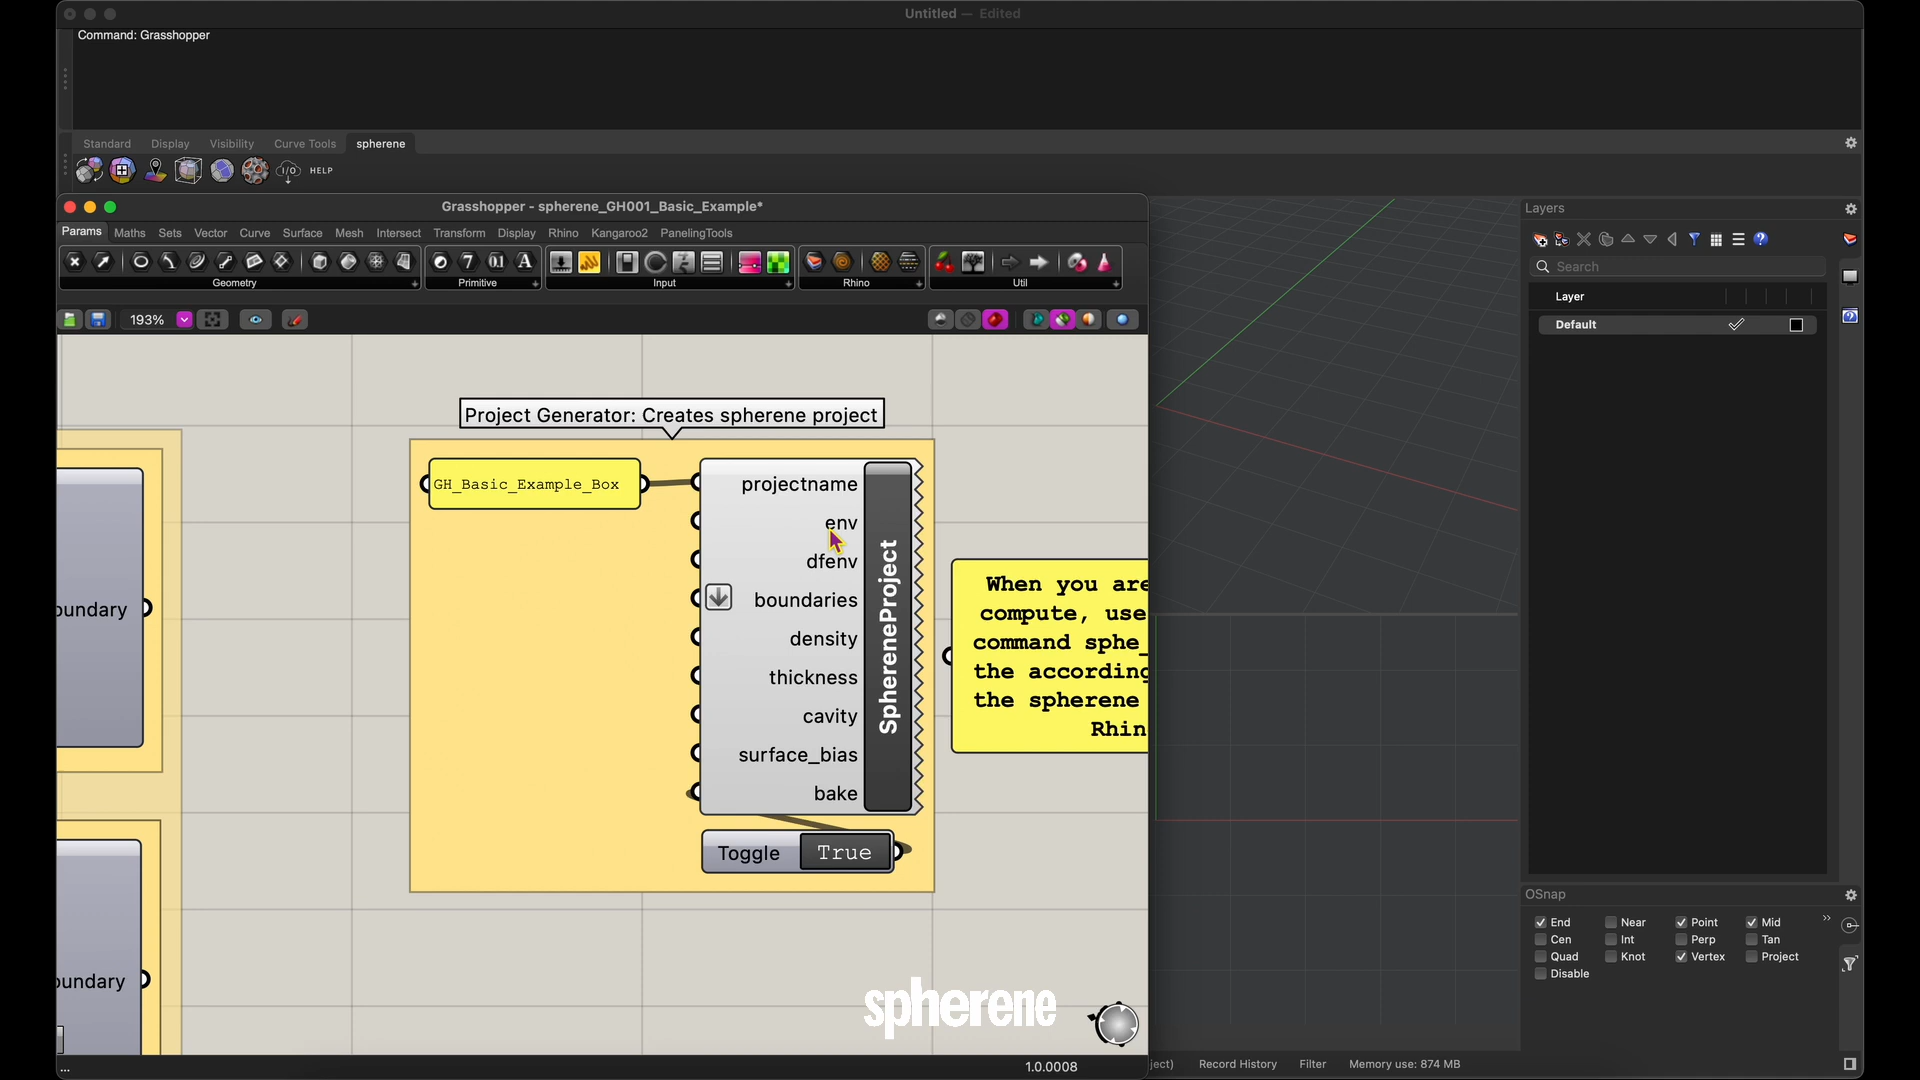 Untitled — Edited
Command: Grasshopper
Standard Display Visibility Curve Tools spherene
I/O HELP
Grasshopper - spherene_GH001_Basic_Example*
Params Maths Sets Vector Curve Surface Mesh Intersect Transform Display Rhino Kangaroo2 PanelingTools
Geometry Primitive Input Rhino Util
193%
Project Generator: Creates spherene project
GH_Basic_Example_Box
projectname
env
dfenv
boundaries
density
thickness
cavity
surface_bias
bake
SphereneProject
Toggle True
oundary
oundary
When you are
compute, use
command sphe_
the according
the spherene
Rhin
spherene
...
1.0.0008
Layers
Search
Layer
Default
OSnap
End Near Point Mid
Cen Int Perp Tan
Quad Knot Vertex Project
Disable
ject) Record History Filter Memory use: 874 MB